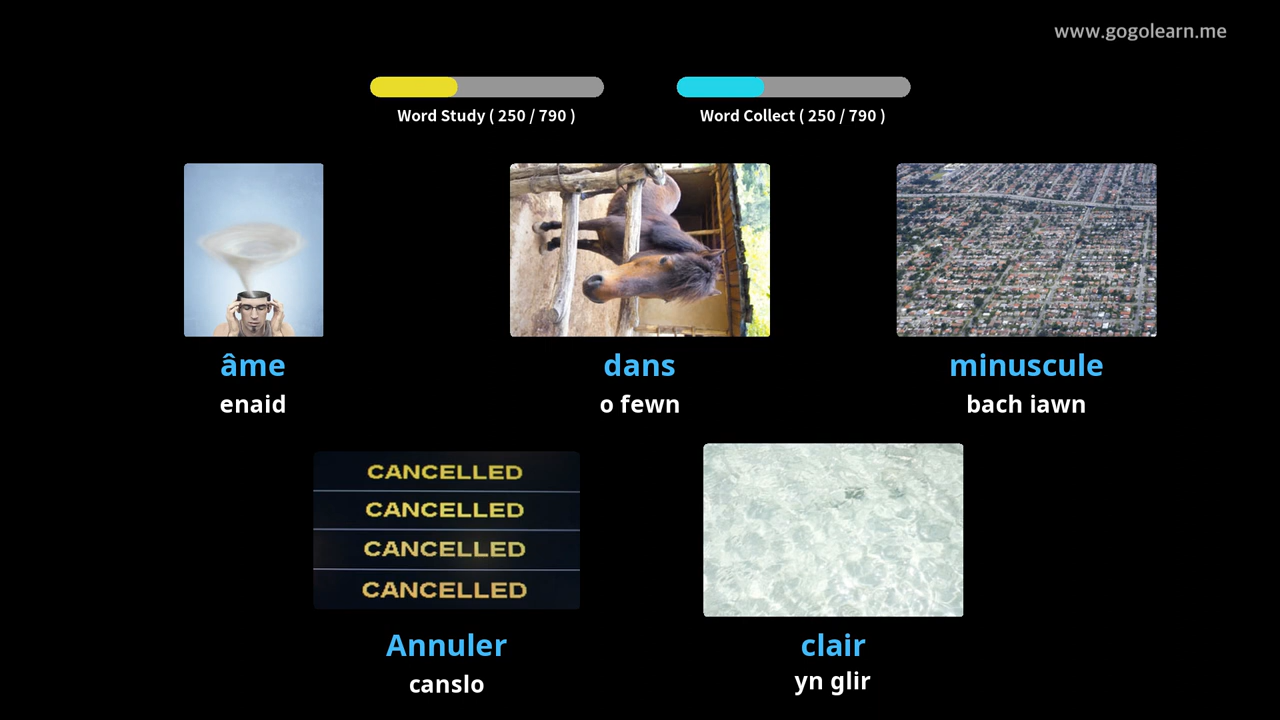 www.gogolearn.me
Word Study ( 250 / 790 )
Word Collect ( 250 / 790 )
âme
enaid
dans
o fewn
minuscule
bach iawn
CANCELLED
CANCELLED
CANCELLED
CANCELLED
Annuler
canslo
clair
yn glir